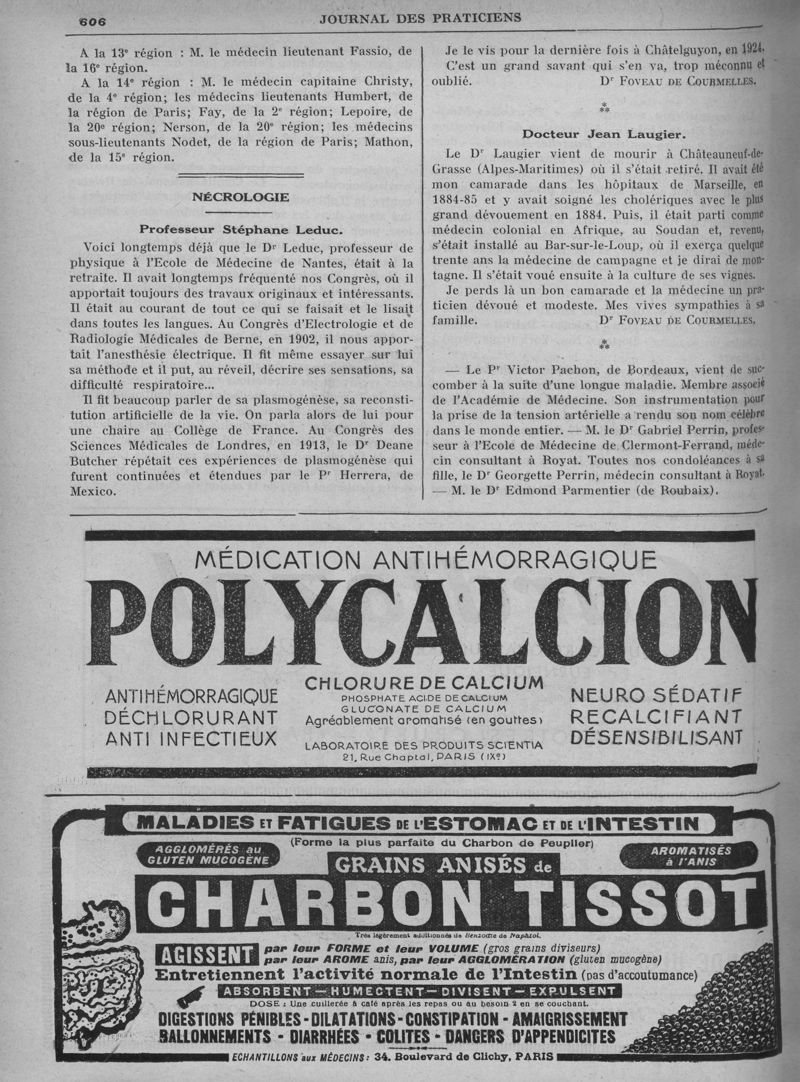 606
JOURNAL DES PRATICIENS
A la 13e région : M. le médecin lieutenant Fassio, de
la 16e région.
A la 14e région : M. le médecin capitaine Christy,
de la 4e région; les médecins lieutenants Humbert, de
la région de Paris; Fay, de la 2e région; Lepoire, de
la 20e région; Nerson, de la 20e région; les médecins
sous-lieutenants Nodet, de la région de Paris; Mathon,
de la 15e région.
NÉCROLOGIE
Professeur Stéphane Leduc.
Voici longtemps déjà que le Dr Leduc, professeur de
physique à l'Ecole de Médecine de Nantes, était à la
retraite. Il avait longtemps fréquenté nos Congrès, où il
apportait toujours des travaux originaux et intéressants.
Il était au courant de tout ce qui se faisait et le lisait
dans toutes les langues. Au Congrès d'Electrologie et de
Radiologie Médicales de Berne, en 1902, il nous appor-
tait l'anesthésie électrique. Il fit même essayer sur lui
sa méthode et il put, au réveil, décrire ses sensations, sa
difficulté respiratoire...
Il fit beaucoup parler de sa plasmogénèse, sa reconsti-
tution artificielle de la vie. On parla alors de lui pour
une chaire au Collège de France. Au Congrès des
Sciences Médicales de Londres, en 1913, le Dr Deane
Butcher répétait ces expériences de plasmogénèse qui
furent continuées et étendues par le Pr Herrera, de
Mexico.
Je le vis pour la dernière fois à Châtelguyon, en 1924.
C'est un grand savant qui s'en va, trop méconnu et
oublié. Dr FOVEAU DE COURMELLES.
***
Docteur Jean Laugier.
Le Dr Laugier vient de mourir à Châteauneuf-de-
Grasse (Alpes-Maritimes) où il s'était retiré. Il avait été
mon camarade dans les hôpitaux de Marseille, en
1884-85 et y avait soigné les cholériques avec le plus
grand dévouement en 1884. Puis, il était parti comme
médecin colonial en Afrique, au Soudan et, revenu,
s'était installé au Bar-sur-le-Loup, où il exerça quelque
trente ans la médecine de campagne et je dirai de mon-
tagne. Il s'était voué ensuite à la culture de ses vignes.
Je perds là un bon camarade et la médecine un pra-
ticien dévoué et modeste. Mes vives sympathies à sa
famille. Dr FOVEAU DE COURMELLES.
***
— Le Pr Victor Pachon, de Bordeaux, vient de suc-
comber à la suite d'une longue maladie. Membre associé
de l'Académie de Médecine. Son instrumentation pour
la prise de la tension artérielle a rendu son nom célèbre
dans le monde entier. — M. le Dr Gabriel Perrin, profes-
seur à l'Ecole de Médecine de Clermont-Ferrand, méde-
cin consultant à Royat. Toutes nos condoléances à sa
fille, le Dr Georgette Perrin, médecin consultant à Royat.
— M. le Dr Edmond Parmentier (de Roubaix).
MÉDICATION ANTIHÉMORRAGIQUE
POLYCALCION
ANTIHÉMORRAGIQUE
DÉCHLORURANT
ANTI INFECTIEUX
CHLORURE DE CALCIUM
PHOSPHATE ACIDE DE CALCIUM
GLUCONATE DE CALCIUM
Agréablement aromatisé (en gouttes)
LABORATOIRE DES PRODUITS SCIENTIA
21, Rue Chaptal, PARIS (IXe)
NEURO SÉDATIF
RECALCIFIANT
DÉSENSIBILISANT
MALADIES ET FATIGUES DE L'ESTOMAC ET DE L'INTESTIN
(Forme la plus parfaite du Charbon de Peuplier)
AGGLOMÉRÉS au
GLUTEN MUCOGÈNE
GRAINS ANISÉS de
AROMATISÉS
à l'ANIS
CHARBON TISSOT
Très légèrement additionnés de Benzoate de Naphtol.
AGISSENT
par leur FORME et leur VOLUME (gros grains diviseurs)
par leur AROME anis, par leur AGGLOMÉRATION (gluten mucogène)
Entretiennent l'activité normale de l'Intestin (pas d'accoutumance)
ABSORBENT — HUMECTENT — DIVISENT — EXPULSENT
DOSE : Une cuillerée à café après les repas ou au besoin 2 en se couchant.
DIGESTIONS PÉNIBLES - DILATATIONS - CONSTIPATION - AMAIGRISSEMENT
BALLONNEMENTS - DIARRHÉES - COLITES - DANGERS D'APPENDICITES
ECHANTILLONS aux MÉDECINS : 34, Boulevard de Clichy, PARIS